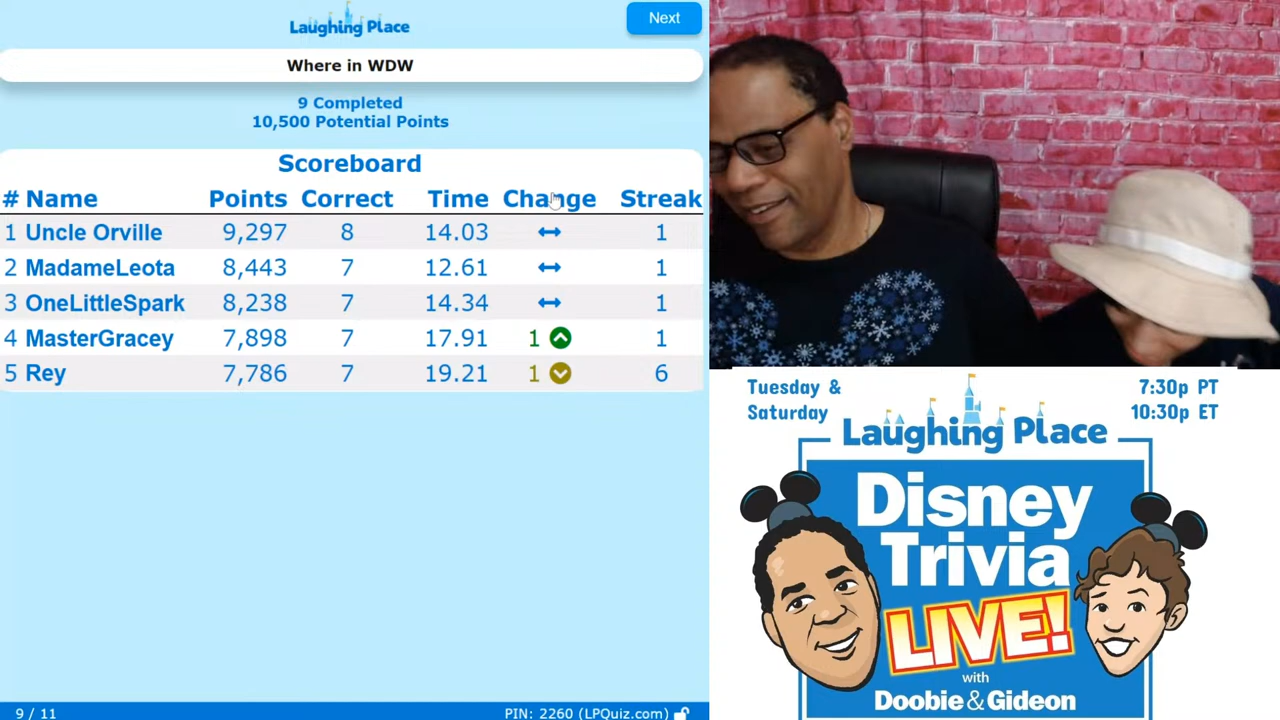 Laughing Place
Next
Where in WDW
9 Completed
10,500 Potential Points
Scoreboard
# Name Points Correct Time Change Streak
1 Uncle Orville 9,297 8 14.03 1
2 MadameLeota 8,443 7 12.61 1
3 OneLittleSpark 8,238 7 14.34 1
4 MasterGracey 7,898 7 17.91 1 1
5 Rey 7,786 7 19.21 1 6
9 / 11
PIN: 2260 (LPQuiz.com)
Tuesday &
Saturday
7:30p PT
10:30p ET
Laughing Place
Disney
Trivia
LIVE!
with
Doobie & Gideon